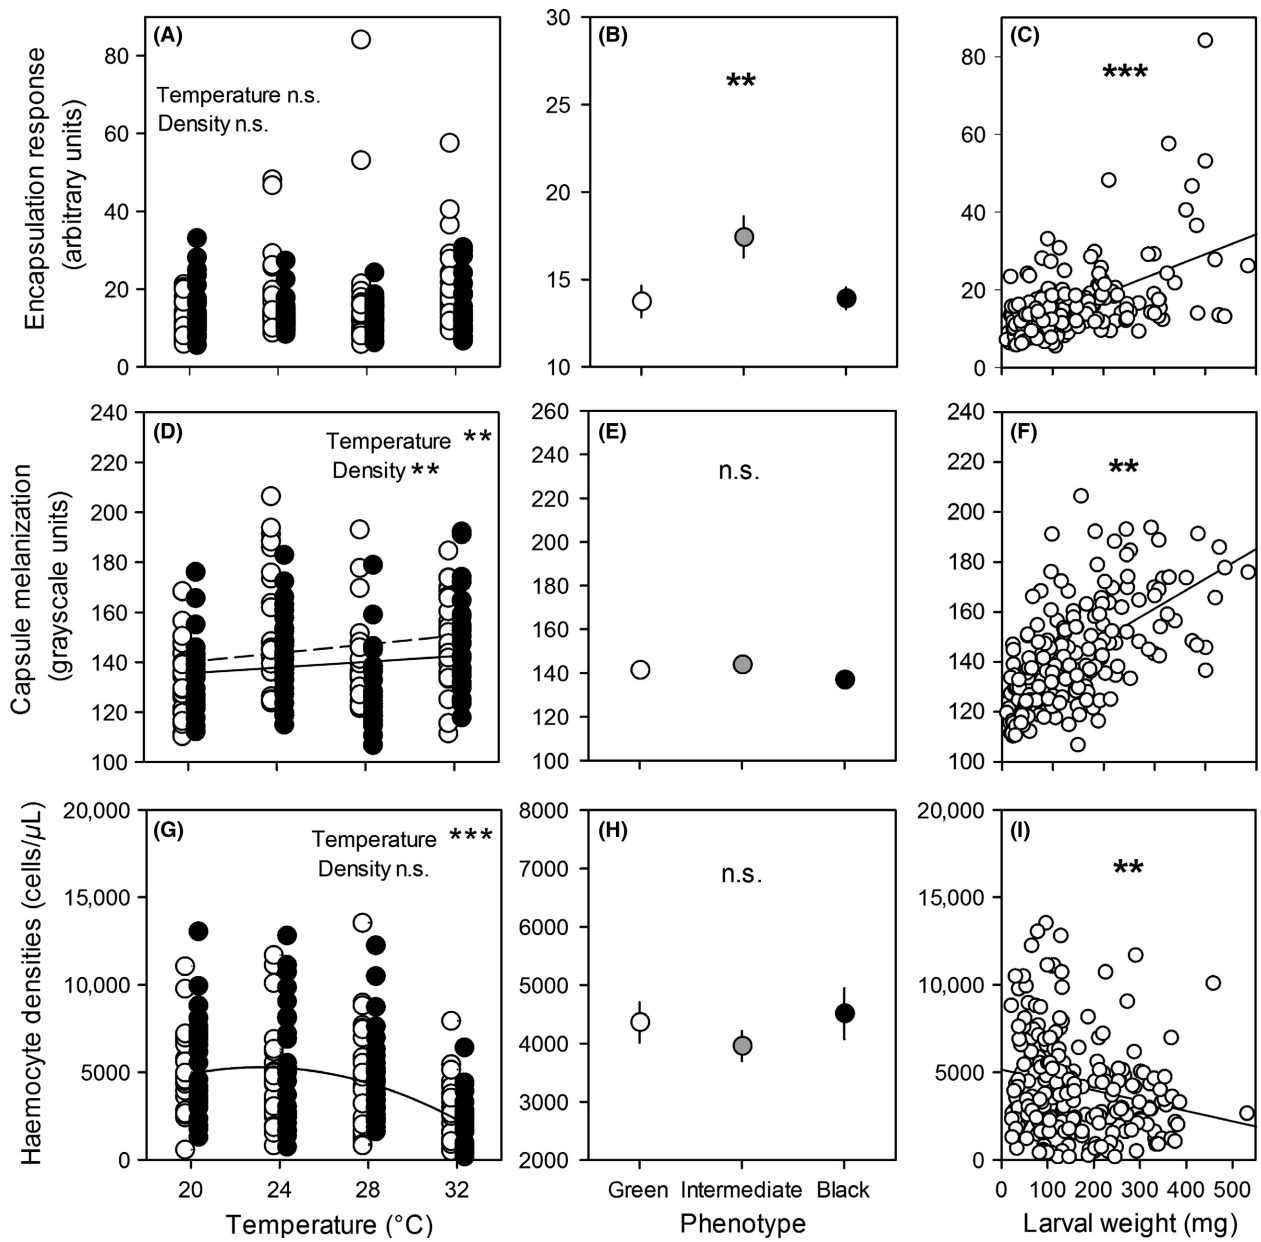 (A)
(B)
(C)
Encapsulation response
(arbitrary units)
80
60
40
20
0
Temperature n.s.
Density n.s.
30
25
20
15
10
**
80
60
40
20
0
***
(D)
(E)
(F)
Capsule melanization
(grayscale units)
240
220
200
180
160
140
120
100
Temperature **
Density **
260
240
220
200
180
160
140
120
100
n.s.
240
220
200
180
160
140
120
100
**
(G)
(H)
(I)
Haemocyte densities (cells/µL)
20,000
15,000
10,000
5000
0
Temperature ***
Density n.s.
20 24 28 32
Temperature (°C)
8000
7000
6000
5000
4000
3000
2000
n.s.
Green Intermediate Black
Phenotype
20,000
15,000
10,000
5000
0
**
0 100 200 300 400 500
Larval weight (mg)